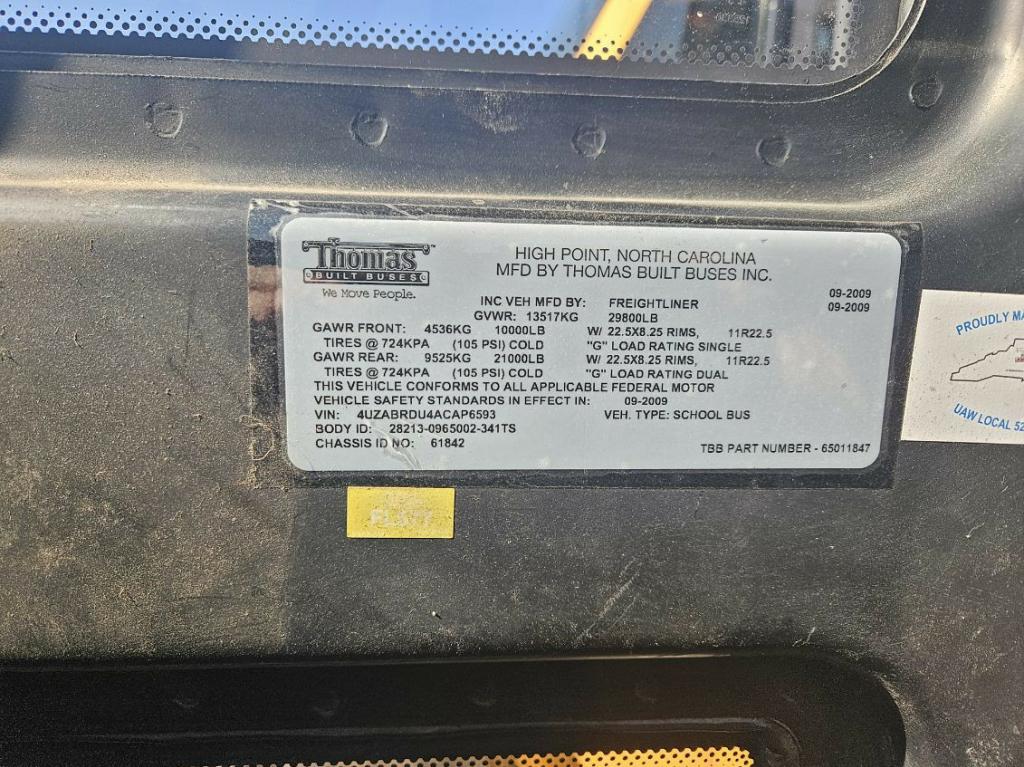 Thomas
BUILT BUSES
We Move People.
HIGH POINT, NORTH CAROLINA
MFD BY THOMAS BUILT BUSES INC.
INC VEH MFD BY: FREIGHTLINER 09-2009
GVWR: 13517KG 29800LB 09-2009
GAWR FRONT: 4536KG 10000LB W/ 22.5X8.25 RIMS, 11R22.5
TIRES @ 724KPA (105 PSI) COLD "G" LOAD RATING SINGLE
GAWR REAR: 9525KG 21000LB W/ 22.5X8.25 RIMS, 11R22.5
TIRES @ 724KPA (105 PSI) COLD "G" LOAD RATING DUAL
THIS VEHICLE CONFORMS TO ALL APPLICABLE FEDERAL MOTOR
VEHICLE SAFETY STANDARDS IN EFFECT IN: 09-2009
VIN: 4UZABRDU4ACAP6593 VEH. TYPE: SCHOOL BUS
BODY ID: 28213-0965002-341TS
CHASSIS ID NO: 61842 TBB PART NUMBER - 65011847
PROUDLY
UAW LOCAL